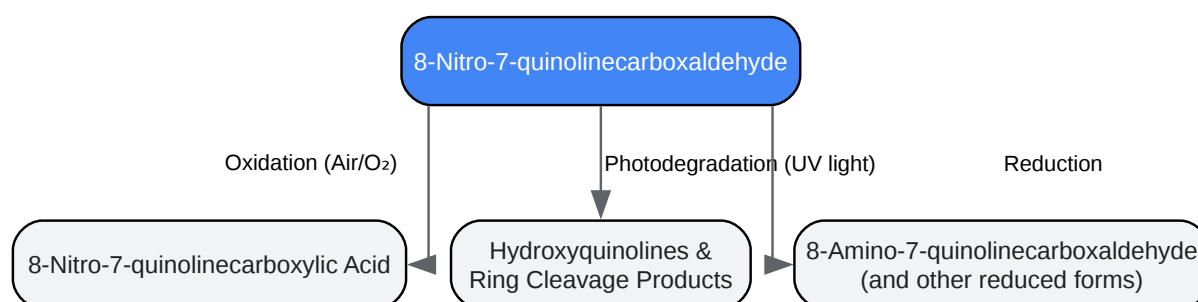 8-Nitro-7-quinolinecarboxaldehyde
Oxidation (Air/O₂)
Photodegradation (UV light)
Reduction
8-Nitro-7-quinolinecarboxylic Acid
Hydroxyquinolines &
Ring Cleavage Products
8-Amino-7-quinolinecarboxaldehyde
(and other reduced forms)